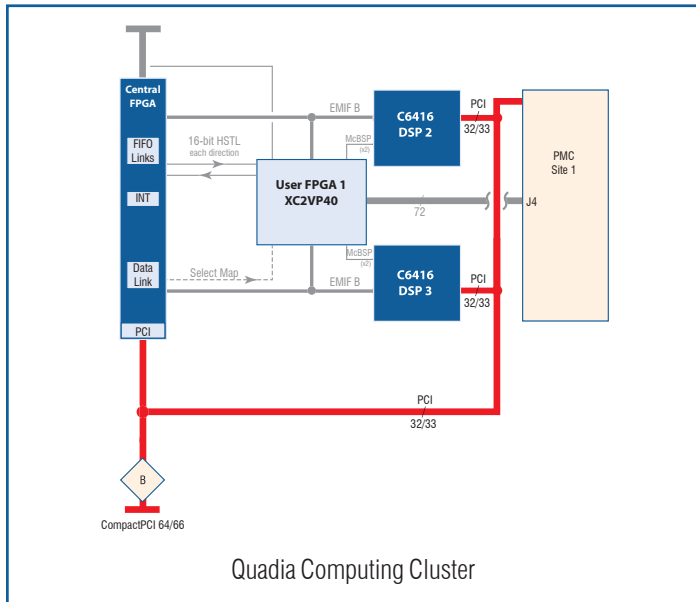 Central
FPGA
FIFO
Links
INT
Data
Link
PCI
16-bit HSTL
each direction
Select Map
EMIF B
McBSP
(x2)
C6416
DSP 2
PCI
32/33
User FPGA 1
XC2VP40
72
J4
PMC
Site 1
McBSP
(x2)
EMIF B
C6416
DSP 3
PCI
32/33
PCI
32/33
B
CompactPCI 64/66
Quadia Computing Cluster